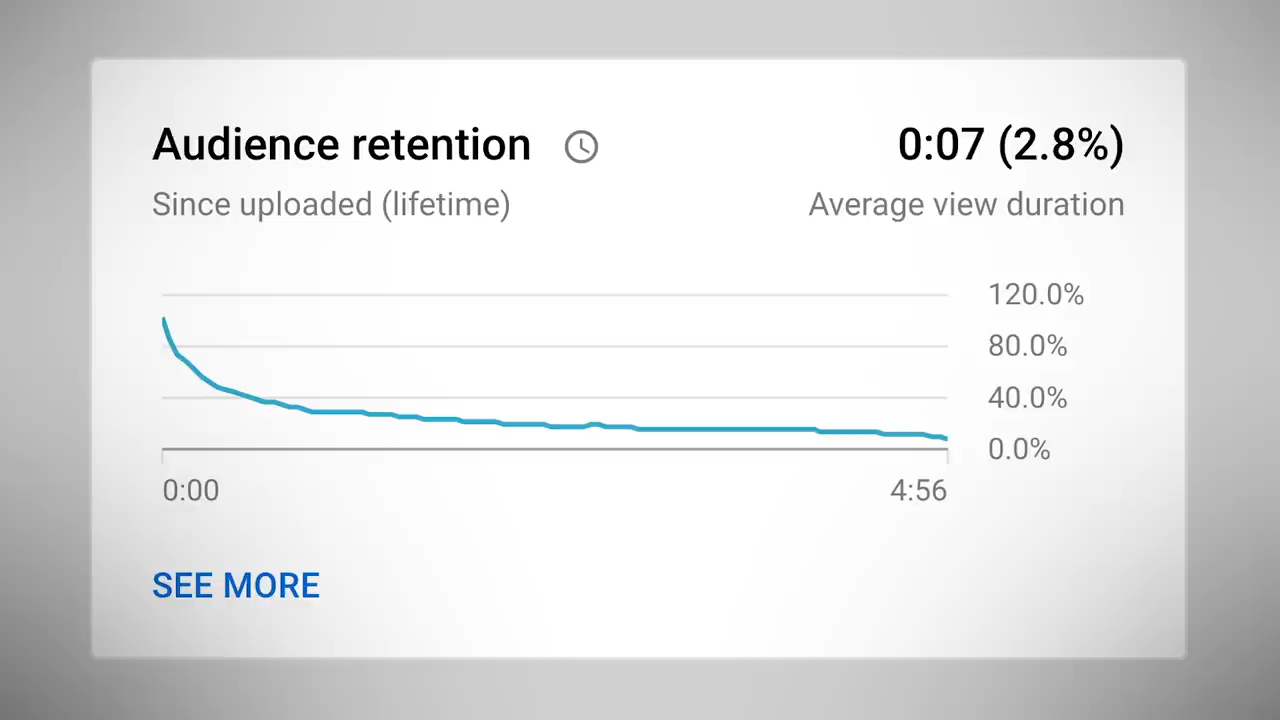 Audience retention
0:07 (2.8%)
Since uploaded (lifetime)
Average view duration
120.0%
80.0%
40.0%
0.0%
0:00
4:56
SEE MORE